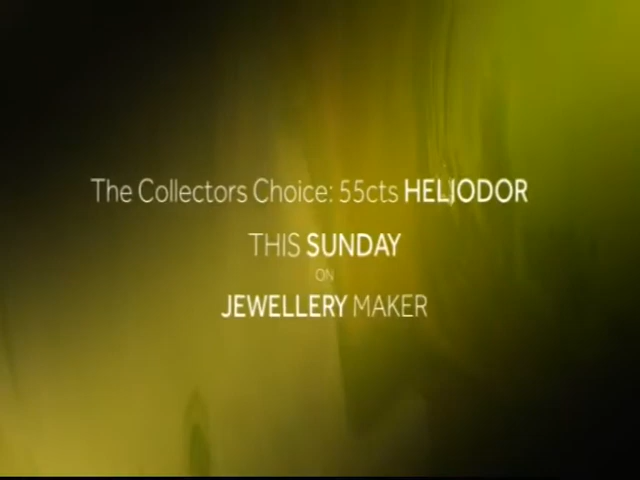 The Collectors Choice: 55cts HELIODOR
THIS SUNDAY
ON
JEWELLERY MAKER